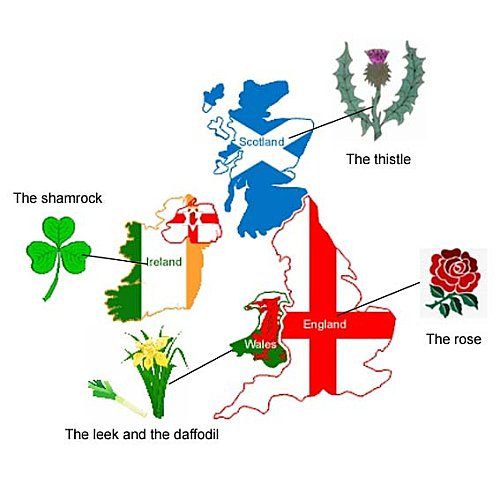 Scotland
The thistle
The shamrock
Ireland
England
The rose
Wales
The leek and the daffodil